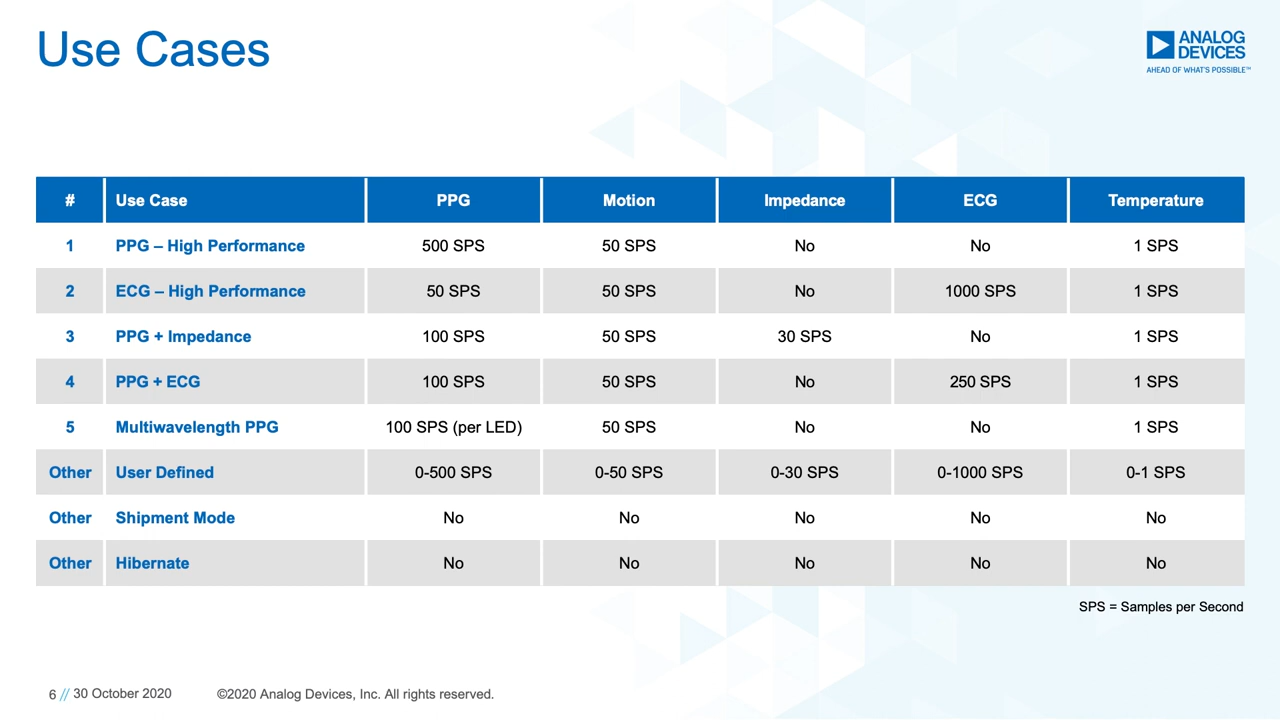 Use Cases
ANALOG
DEVICES
AHEAD OF WHAT'S POSSIBLE™
# Use Case PPG Motion Impedance ECG Temperature
1 PPG – High Performance 500 SPS 50 SPS No No 1 SPS
2 ECG – High Performance 50 SPS 50 SPS No 1000 SPS 1 SPS
3 PPG + Impedance 100 SPS 50 SPS 30 SPS No 1 SPS
4 PPG + ECG 100 SPS 50 SPS No 250 SPS 1 SPS
5 Multiwavelength PPG 100 SPS (per LED) 50 SPS No No 1 SPS
Other User Defined 0-500 SPS 0-50 SPS 0-30 SPS 0-1000 SPS 0-1 SPS
Other Shipment Mode No No No No No
Other Hibernate No No No No No
SPS = Samples per Second
6 // 30 October 2020 ©2020 Analog Devices, Inc. All rights reserved.